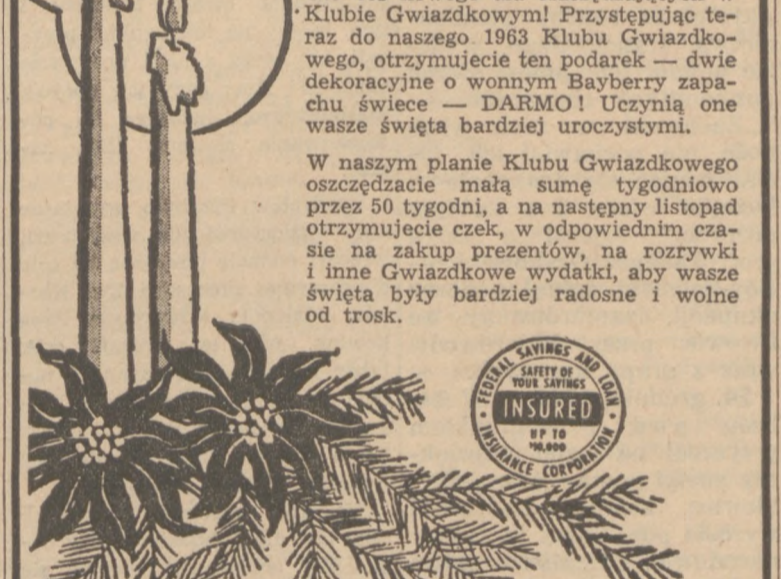 Klubie Gwiazdkowym! Przystępując te-
raz do naszego 1963 Klubu Gwiazdko-
wego, otrzymujecie ten podarek — dwie
dekoracyjne o wonnym Bayberry zapa-
chu świece — DARMO! Uczynią one
wasze święta bardziej uroczystymi.
W naszym planie Klubu Gwiazdkowego
oszczędzacie małą sumę tygodniowo
przez 50 tygodni, a na następny listopad
otrzymujecie czek, w odpowiednim cza-
sie na zakup prezentów, na rozrywki
i inne Gwiazdkowe wydatki, aby wasze
święta były bardziej radosne i wolne
od trosk.
FEDERAL SAVINGS AND LOAN
SAFETY OF
YOUR SAVINGS
INSURED
UP TO
$10,000
INSURANCE CORPORATION